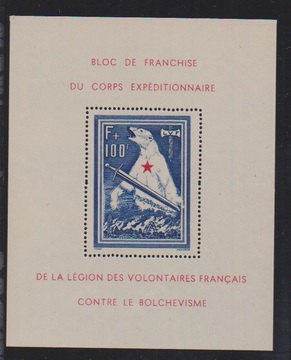 BLOC DE FRANCHISE
DU CORPS EXPÉDITIONNAIRE
F+
100F
DE LA LÉGION DES VOLONTAIRES FRANÇAIS
CONTRE LE BOLCHEVISME